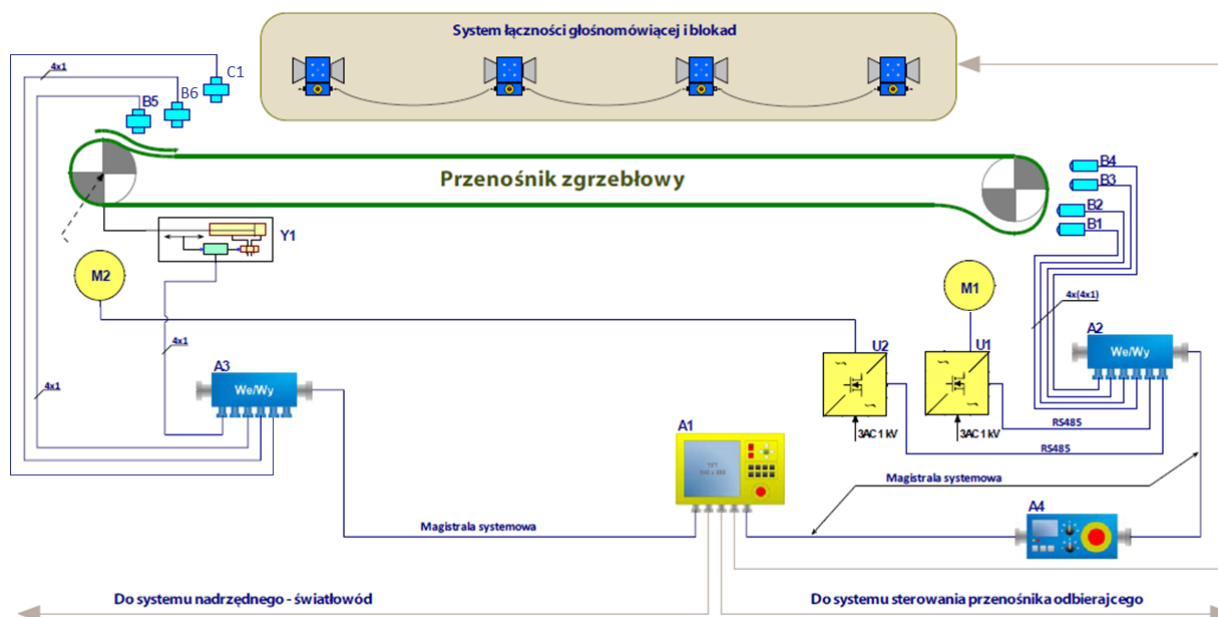 System łączności głośnomówiącej i blokad
4x1
C1
B6
B5
B4
B3
B2
B1
Przenośnik zgrzebłowy
Y1
M2
M1
4x(4x1)
A2
We/Wy
U2
U1
4x1
A3
We/Wy
4x1
3AC 1 kV
3AC 1 kV
RS485
RS485
A1
TFT
Magistrala systemowa
A4
Magistrala systemowa
Do systemu nadrzędnego - światłowód
Do systemu sterowania przenośnika odbierajcego